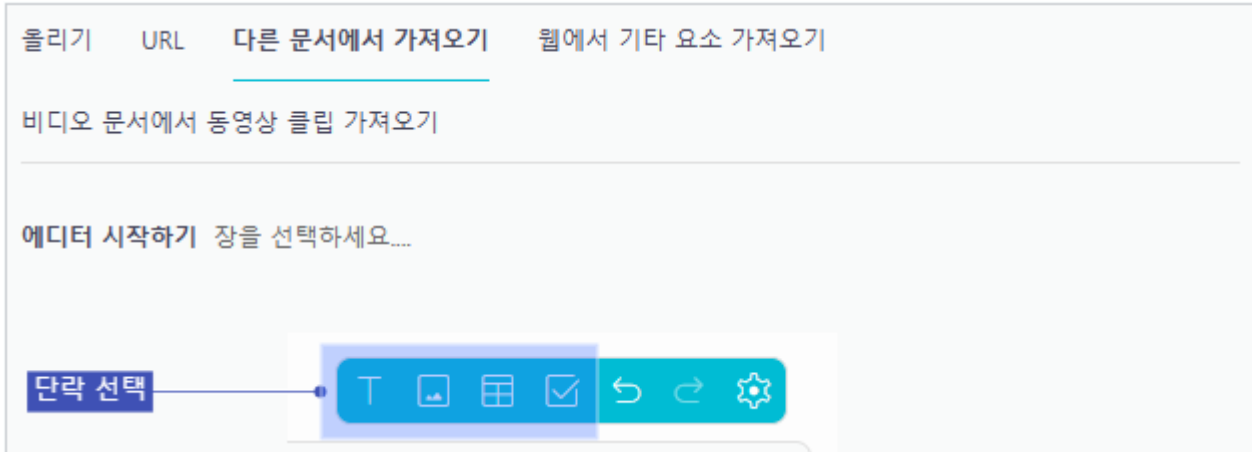 올리기 URL 다른 문서에서 가져오기 웹에서 기타 요소 가져오기
비디오 문서에서 동영상 클립 가져오기
에디터 시작하기 장을 선택하세요....
단락 선택